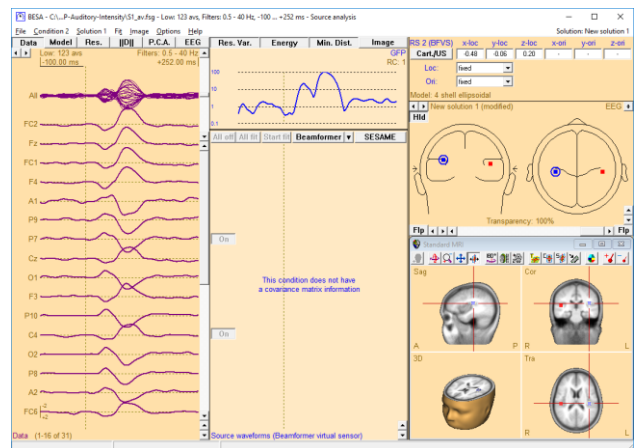 BESA - C:\...P-Auditory-Intensity\S1_av.fsg - Low: 123 avs, Filters: 0.5 - 40 Hz, -100 ... +252 ms - Source analysis
File Condition 2 Solution 1 Fit Image Options Help
Solution: New solution 1
Data Model Res. ||0|| P.C.A. EEG
Res. Var. Energy Min. Dist. Image
RS 2 (BFVS) x-loc y-loc z-loc x-ori y-ori z-ori
Low: 123 avs Filters: 0.5 - 40 Hz
-100.00 ms +252.00 ms
GFP
RC: 1
100
10
1
0.1
Cart./US -0.48 -0.06 0.20 - - -
Loc: fixed
Ori: fixed
Model: 4 shell ellipsoidal
New solution 1 (modified) EEG
Hld
All off All fit Start fit Beamformer SESAME
All
FC2
Fz
FC1
F4
A1
P9
P7
Cz
O1
F3
P10
C4
O2
P8
A2
FC6
+2
-2
On
This condition does not have
a covariance matrix information
On
Transparency: 100%
Flp Flp
Standard MRI
Sag Cor
A P R L
3D Tra
R L
Data (1-16 of 31)
Source waveforms (Beamformer virtual sensor)